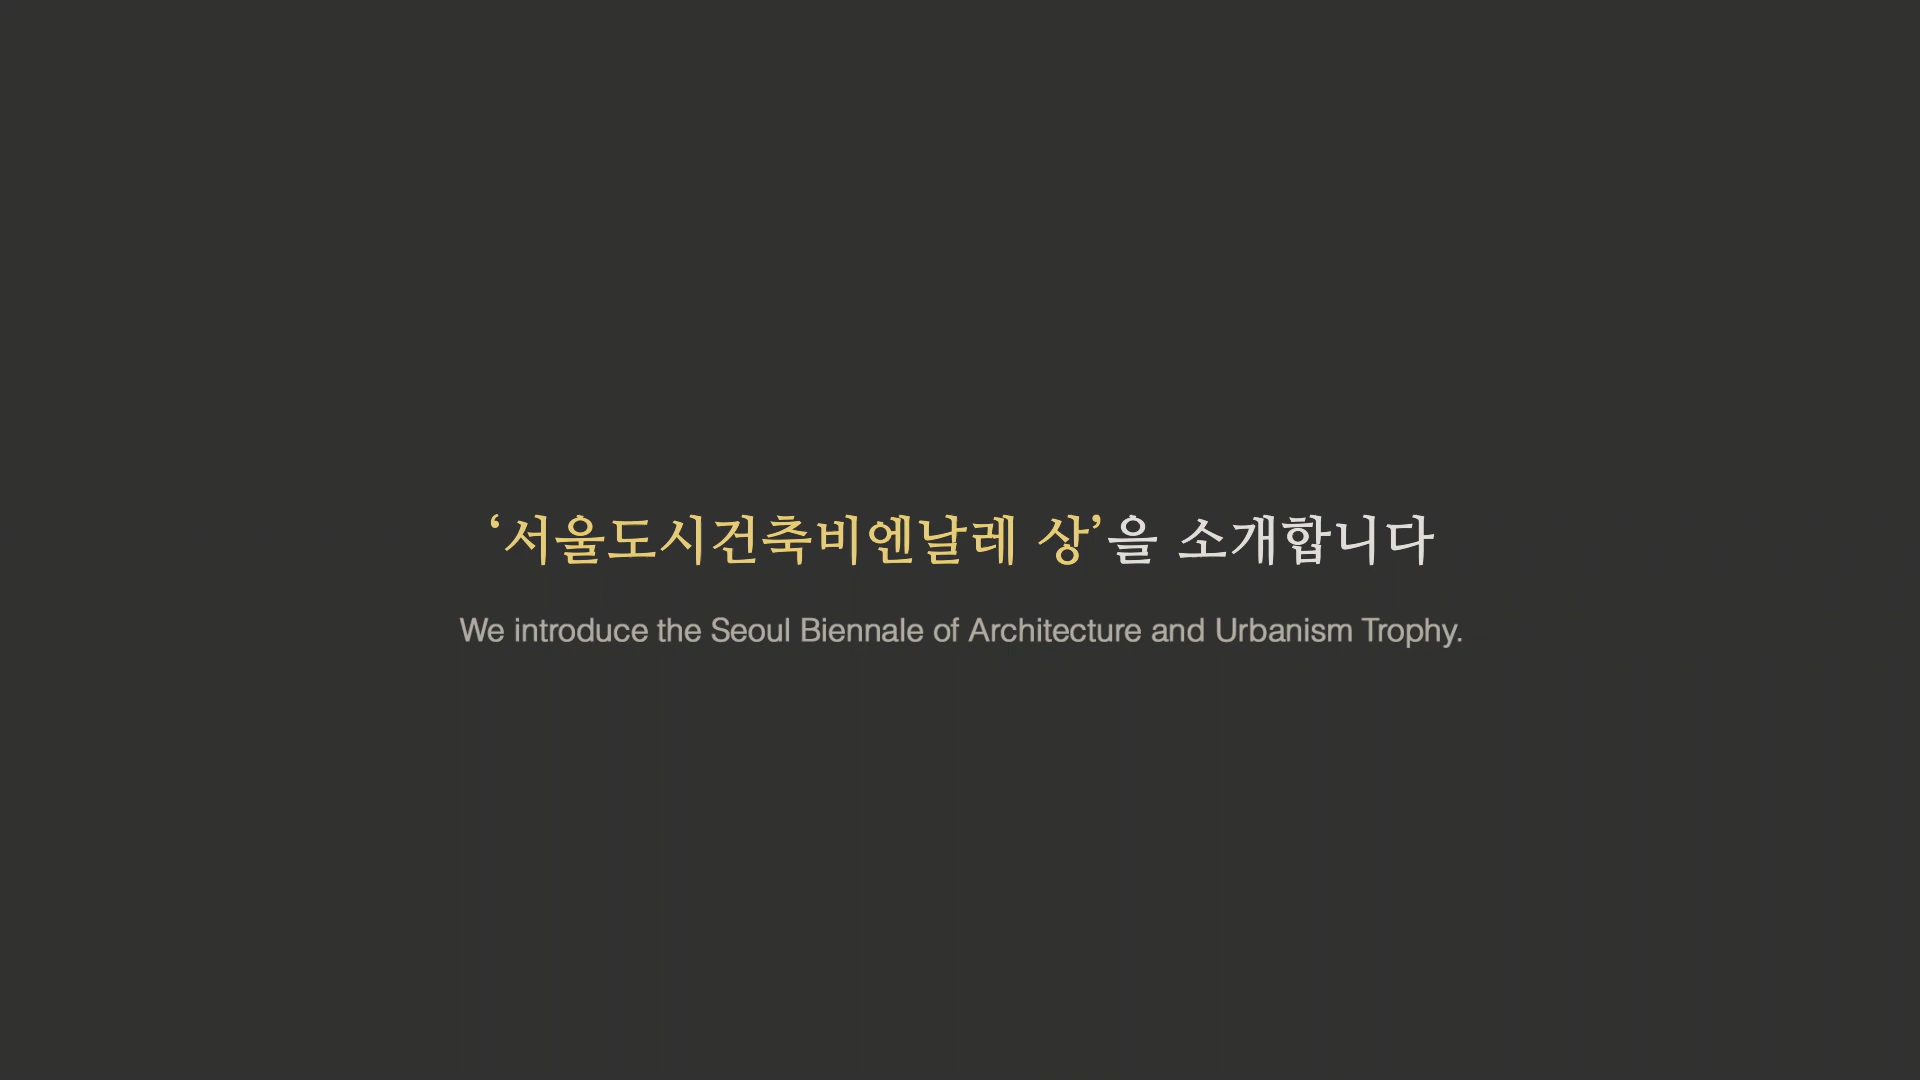 ‘서울도시건축비엔날레 상’을 소개합니다
We introduce the Seoul Biennale of Architecture and Urbanism Trophy.